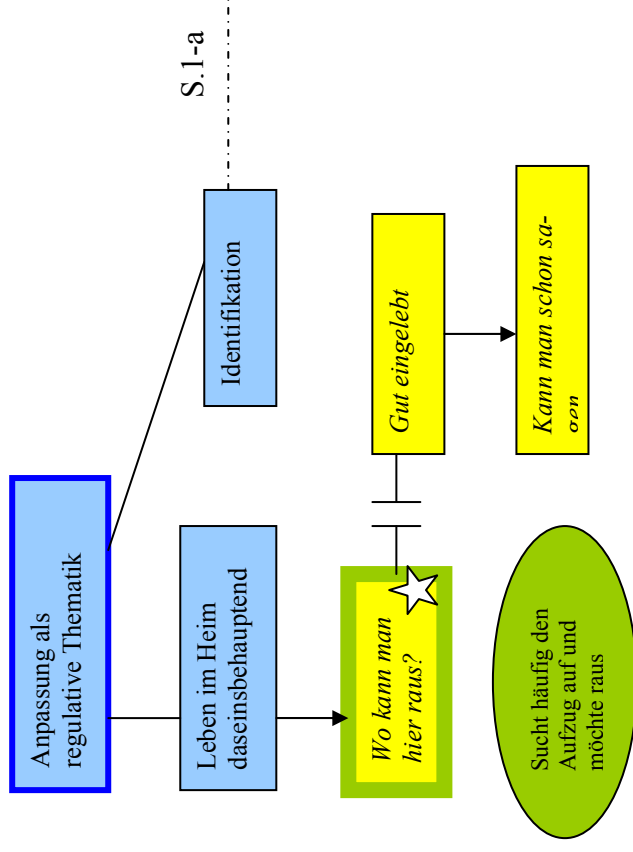 Anpassung als
regulative Thematik
Leben im Heim
daseinsbehauptend
Identifikation
S.1-a
Wo kann man
hier raus?
Gut eingelebt
Kann man schon sa-
gen
Sucht häufig den
Aufzug auf und
möchte raus